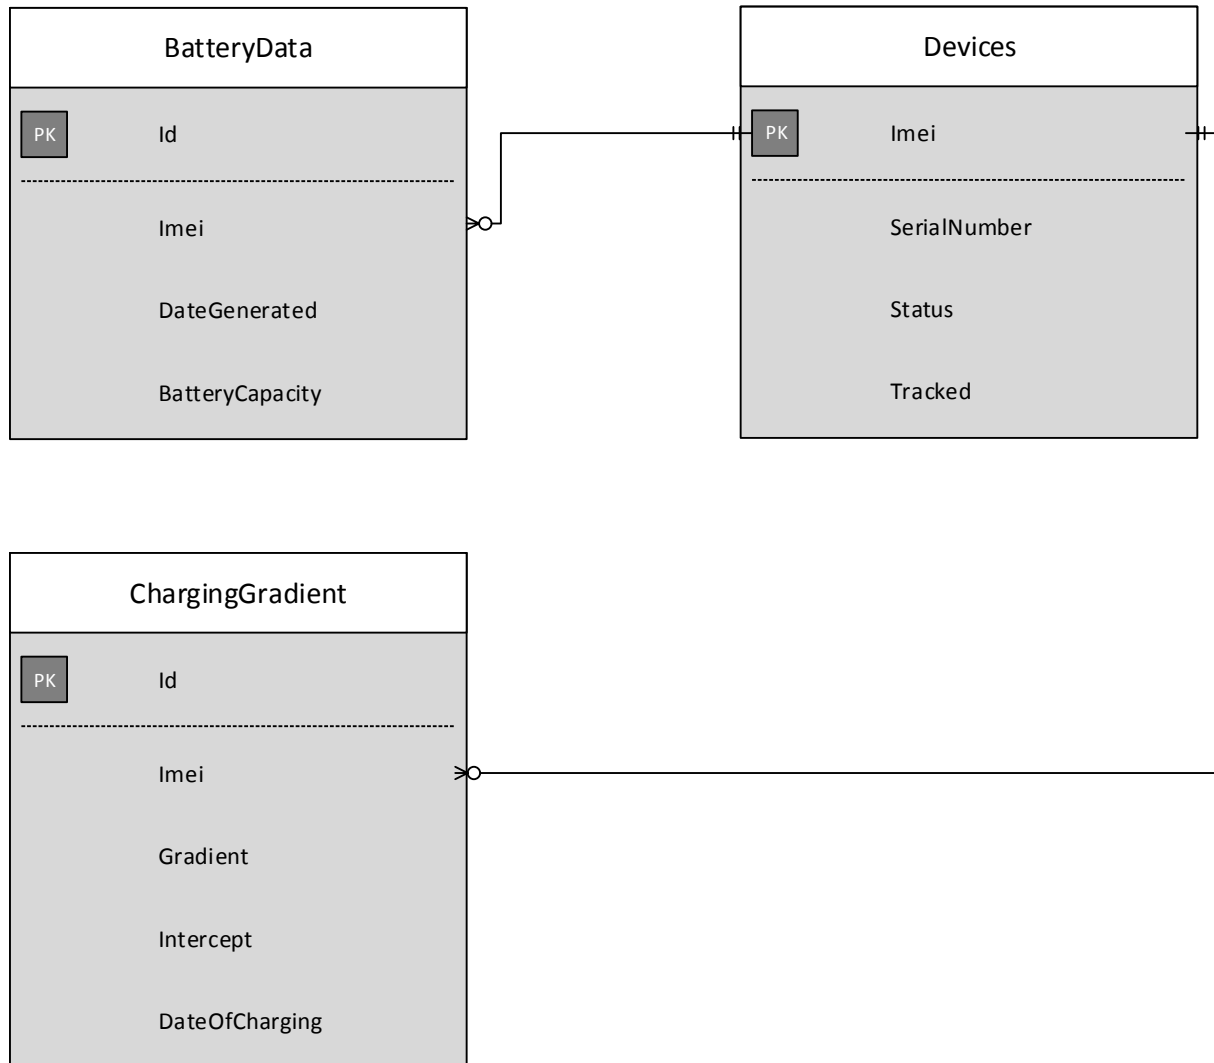 BatteryData
PK Id
Imei
DateGenerated
BatteryCapacity
Devices
PK Imei
SerialNumber
Status
Tracked
ChargingGradient
PK Id
Imei
Gradient
Intercept
DateOfCharging